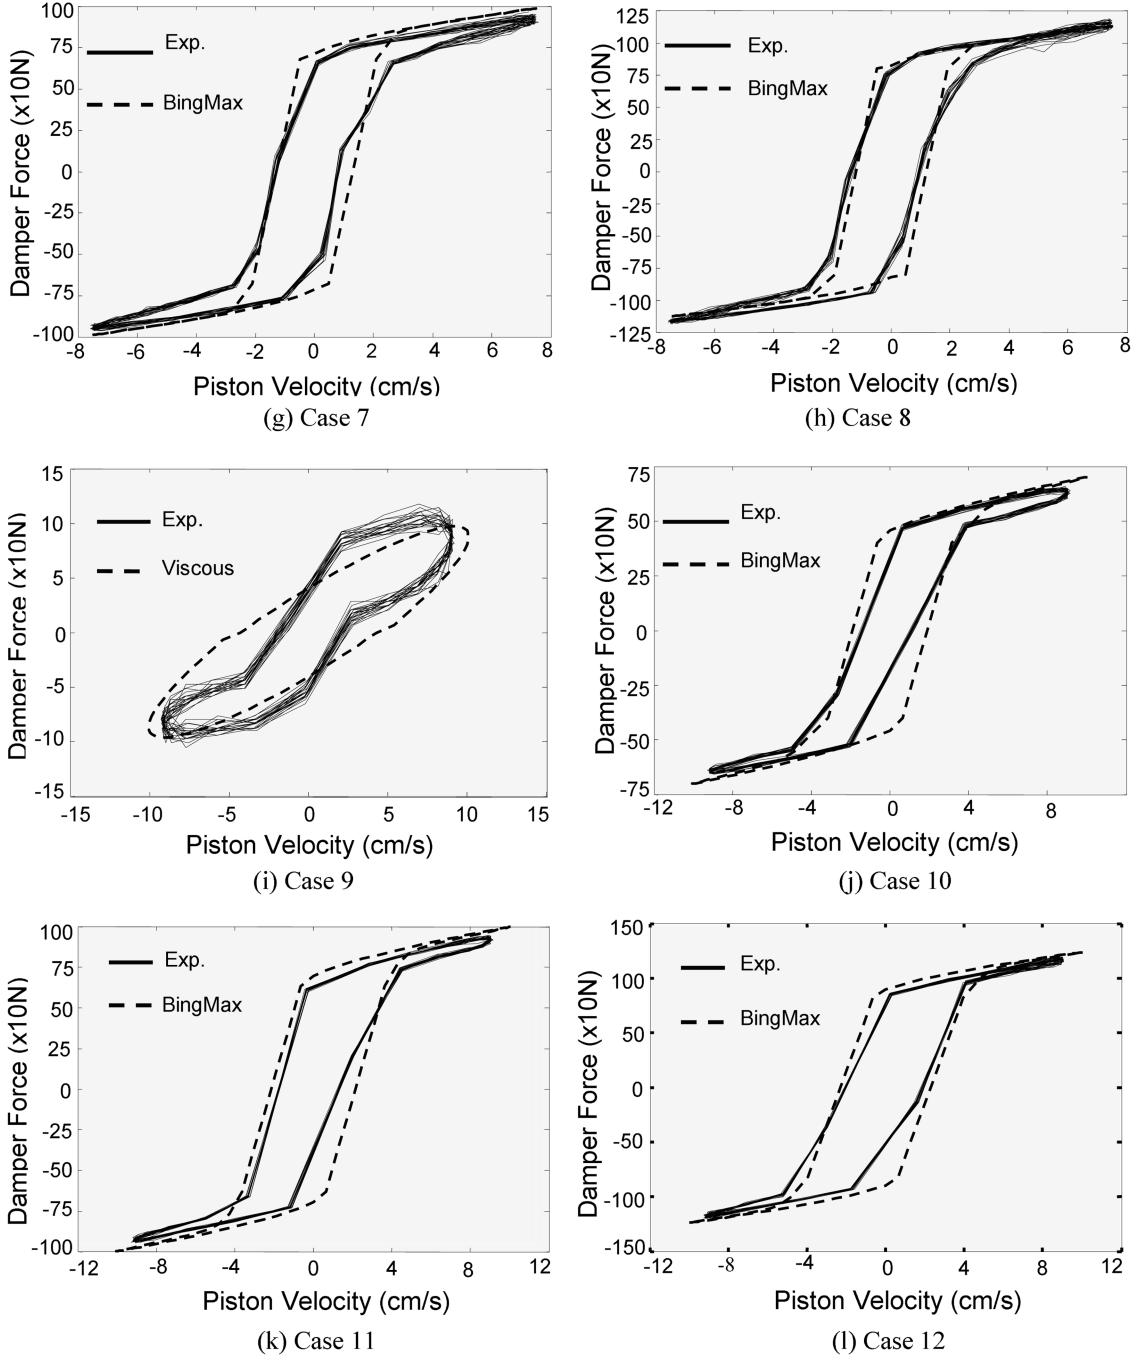 100
75
50
25
0
-25
-50
-75
-100
Damper Force (x10N)
Exp.
BingMax
-8 -6 -4 -2 0 2 4 6 8
Piston Velocity (cm/s)
(g) Case 7
125
100
75
50
25
0
-25
-50
-75
-100
-125
Damper Force (x10N)
Exp.
BingMax
-8 -6 -4 -2 0 2 4 6 8
Piston Velocity (cm/s)
(h) Case 8
15
10
5
0
-5
-10
-15
Damper Force (x10N)
Exp.
Viscous
-10 -5 0 5 10 15
Piston Velocity (cm/s)
(i) Case 9
75
50
25
0
-25
-50
-75
Damper Force (x10N)
Exp.
BingMax
-12 -8 -4 0 4 8
Piston Velocity (cm/s)
(j) Case 10
100
75
50
25
0
-25
-50
-75
-100
Damper Force (x10N)
Exp.
BingMax
-12 -8 -4 0 4 8 12
Piston Velocity (cm/s)
(k) Case 11
150
100
50
0
-50
-100
-150
Damper Force (x10N)
Exp.
BingMax
-12 -8 -4 0 4 8 12
Piston Velocity (cm/s)
(l) Case 12